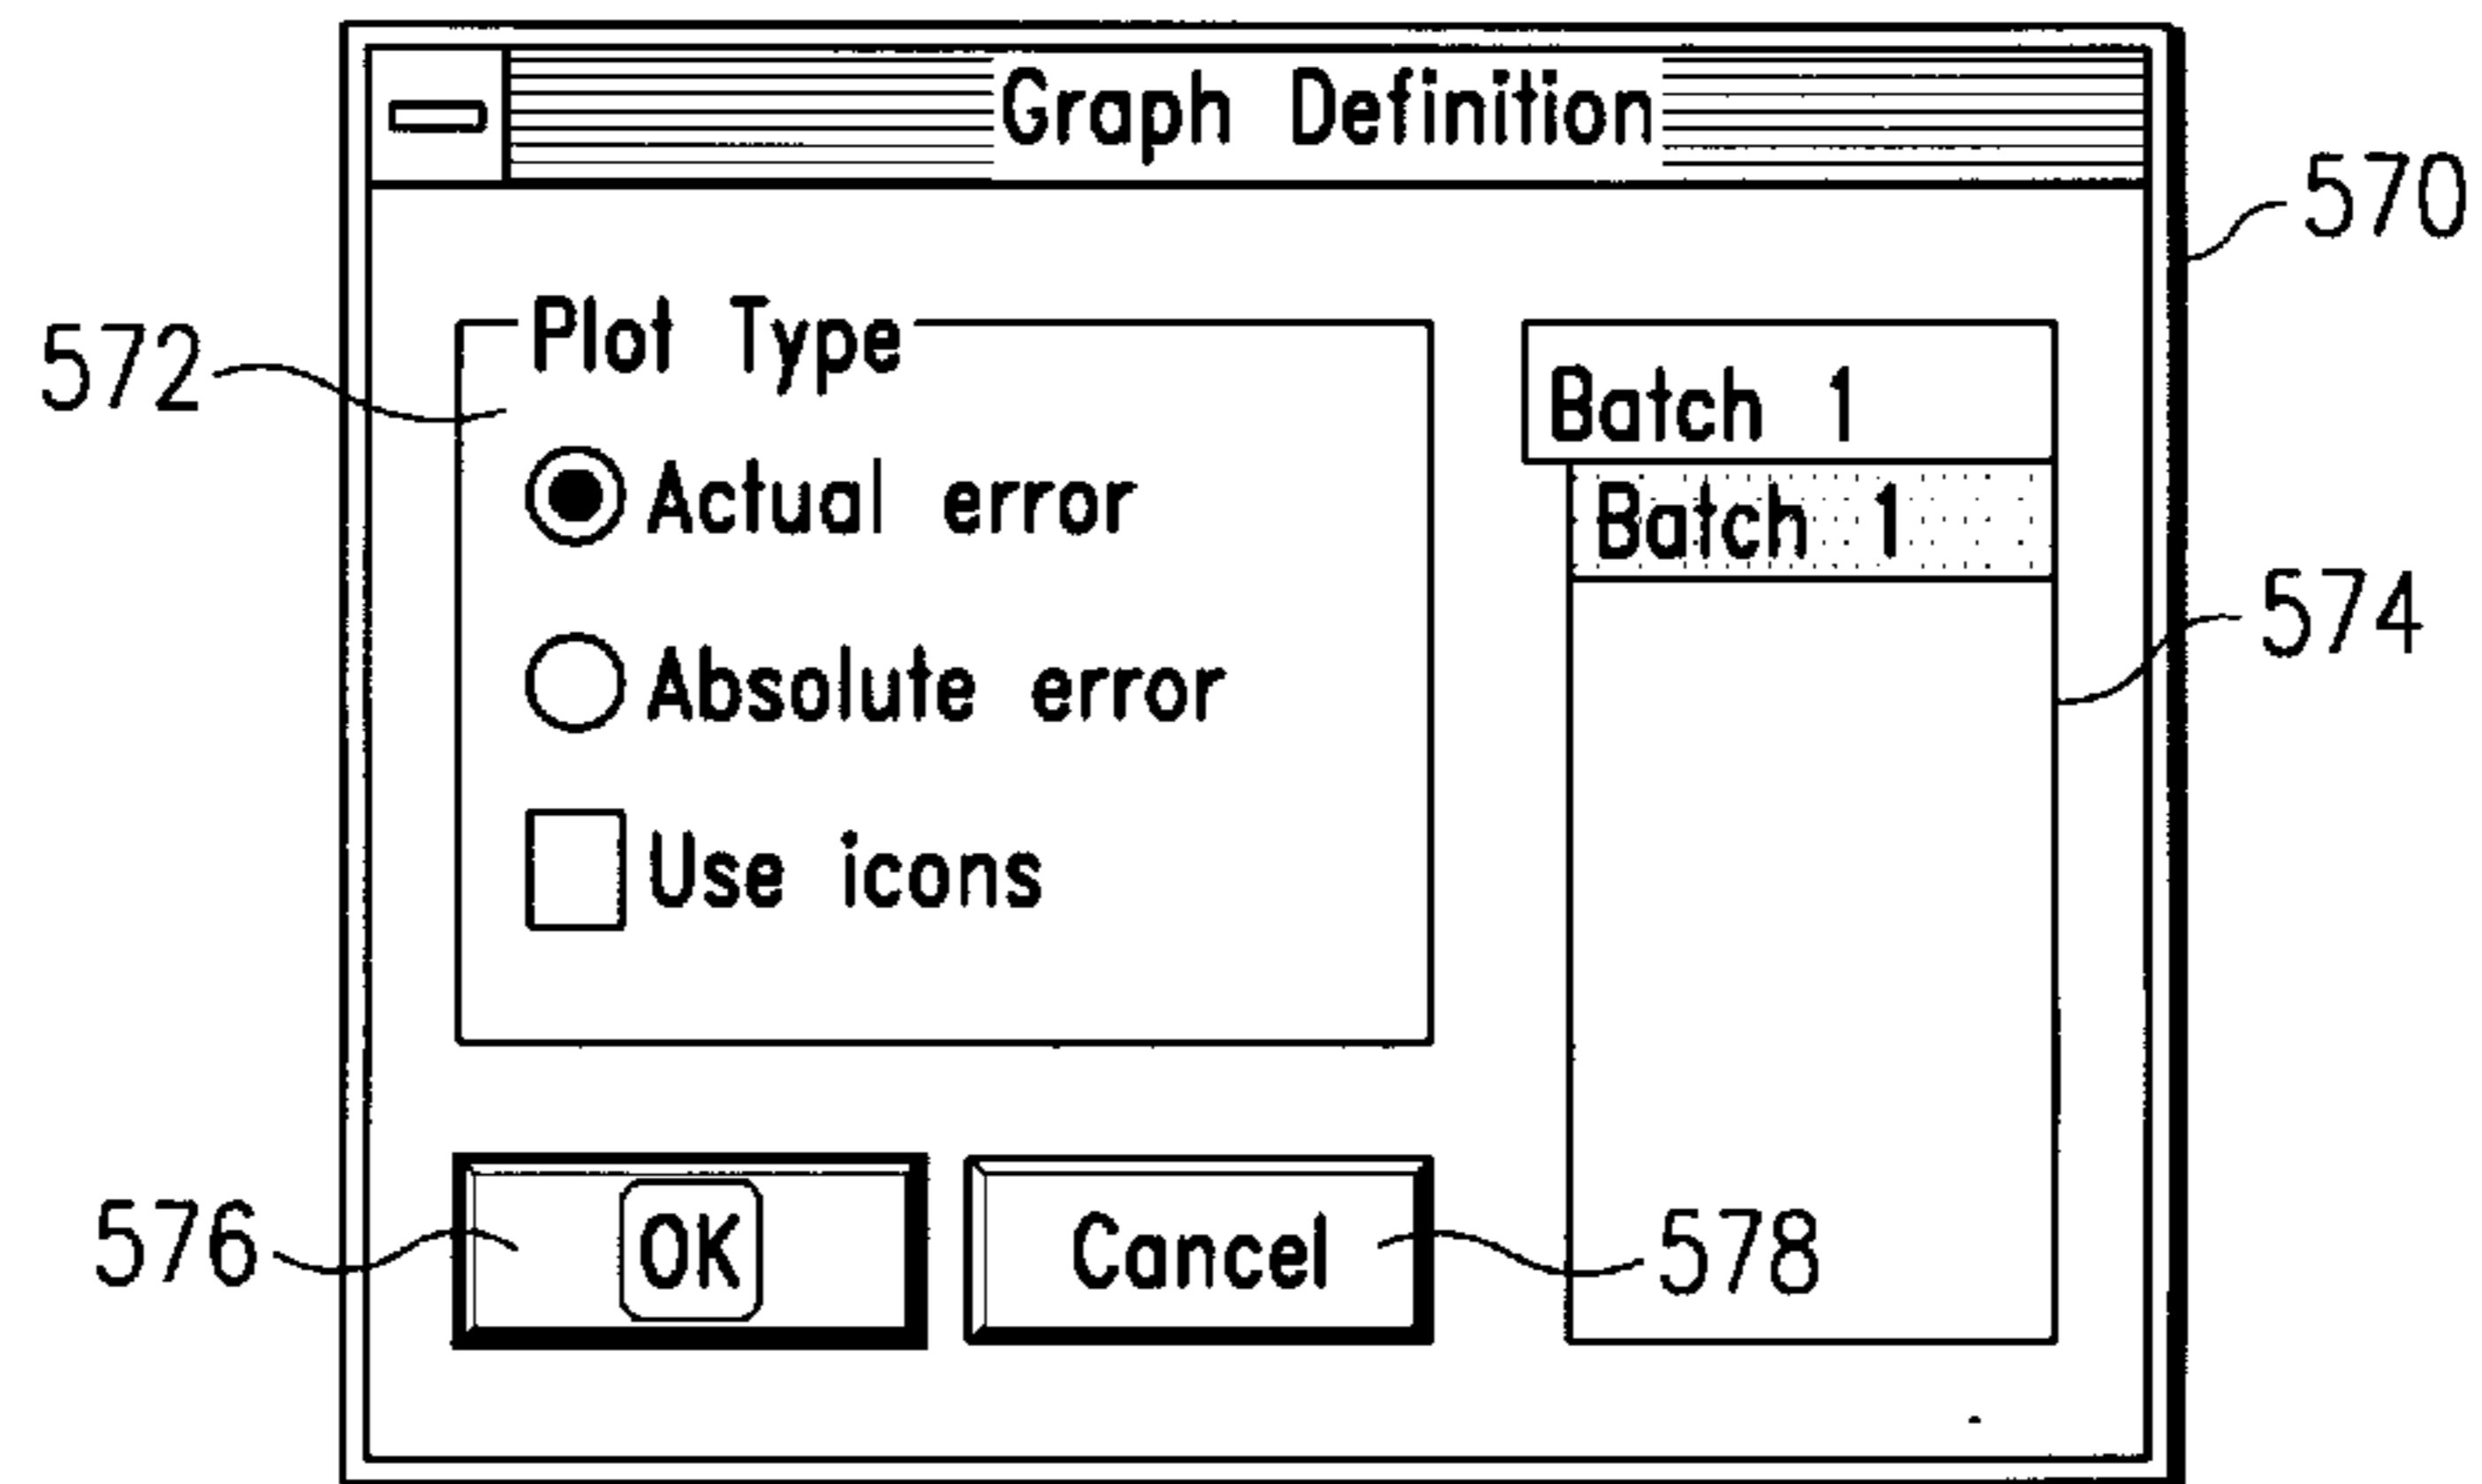 Graph Definition
570
572
Plot Type
Batch 1
Actual error
Batch 1
574
Absolute error
Use icons
576
OK
Cancel
578